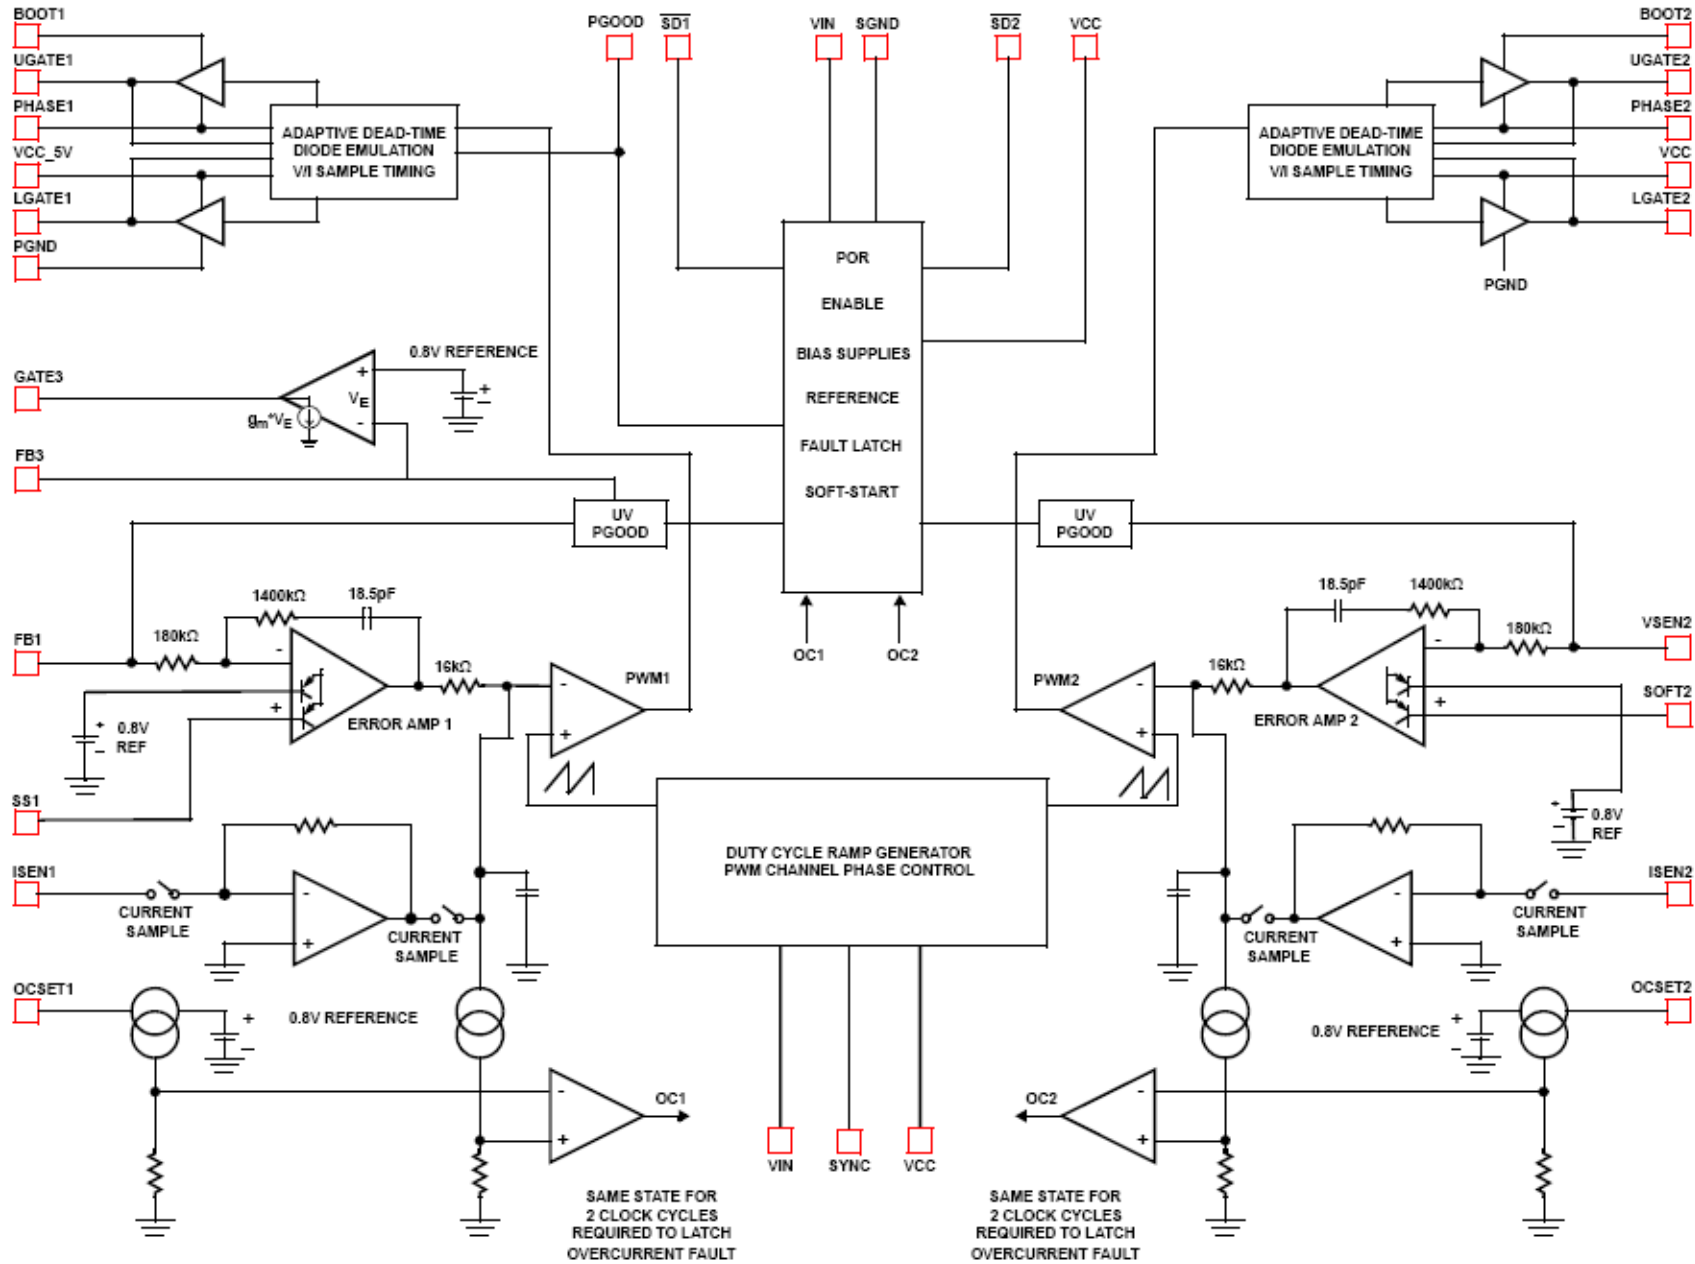 BOOT1
UGATE1
PHASE1
VCC_5V
LGATE1
PGND
ADAPTIVE DEAD-TIME
DIODE EMULATION
V/I SAMPLE TIMING
PGOOD
SD1
VIN
SGND
SD2
VCC
BOOT2
UGATE2
PHASE2
VCC
LGATE2
ADAPTIVE DEAD-TIME
DIODE EMULATION
V/I SAMPLE TIMING
PGND
POR
ENABLE
BIAS SUPPLIES
REFERENCE
FAULT LATCH
SOFT-START
GATE3
0.8V REFERENCE
+
VE
-
gm*VE
+
-
FB3
UV
PGOOD
UV
PGOOD
OC1
OC2
FB1
180kΩ
1400kΩ
18.5pF
-
+
ERROR AMP 1
16kΩ
-
+
PWM1
+
-
0.8V
REF
SS1
PWM2
-
+
16kΩ
18.5pF
1400kΩ
-
+
180kΩ
ERROR AMP 2
VSEN2
SOFT2
+
-
0.8V
REF
ISEN1
CURRENT
SAMPLE
-
+
CURRENT
SAMPLE
DUTY CYCLE RAMP GENERATOR
PWM CHANNEL PHASE CONTROL
CURRENT
SAMPLE
-
+
CURRENT
SAMPLE
ISEN2
OCSET1
+
-
0.8V REFERENCE
0.8V REFERENCE
+
-
OCSET2
-
+
OC1
OC2
-
+
VIN
SYNC
VCC
SAME STATE FOR
2 CLOCK CYCLES
REQUIRED TO LATCH
OVERCURRENT FAULT
SAME STATE FOR
2 CLOCK CYCLES
REQUIRED TO LATCH
OVERCURRENT FAULT